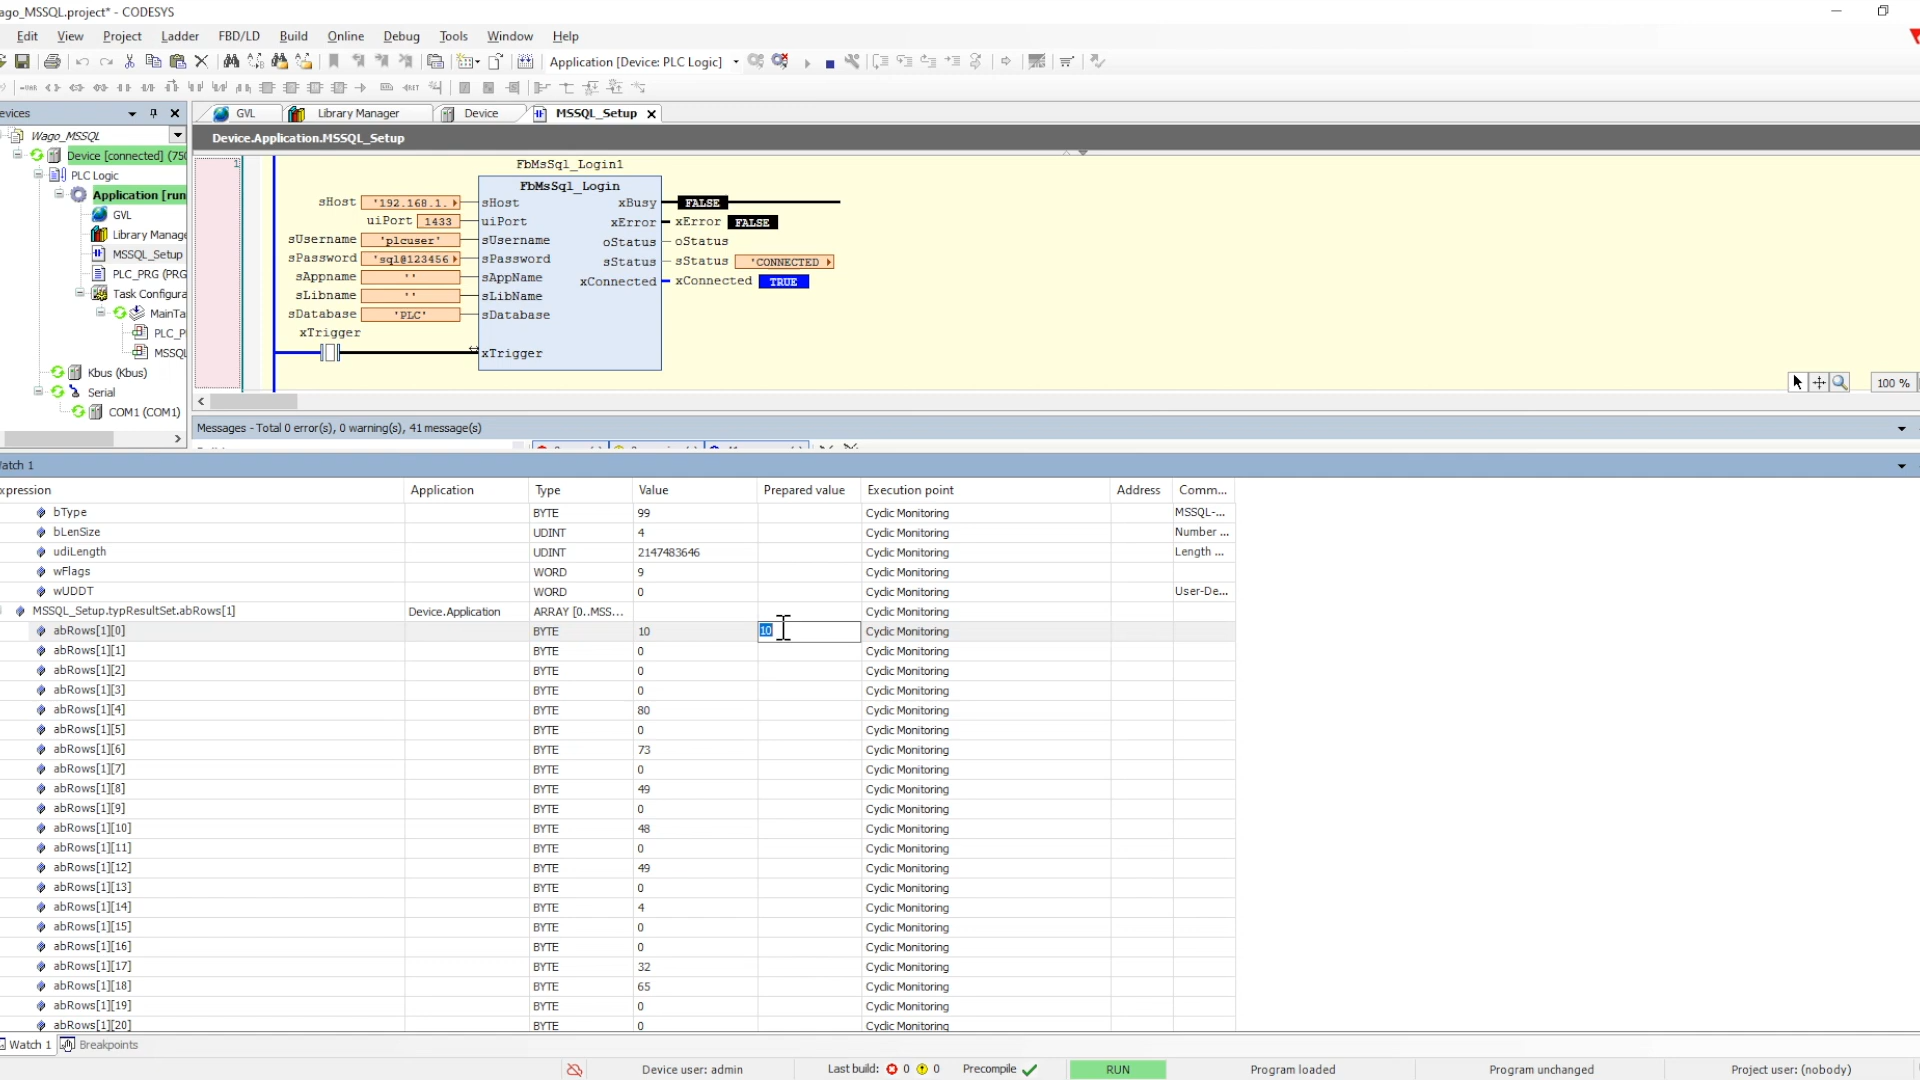 ago_MSSQL.project* - CODESYS
Edit View Project Ladder FBD/LD Build Online Debug Tools Window Help
Application [Device: PLC Logic]
evices
GVL Library Manager Device MSSQL_Setup
Wago_MSSQL
Device [connected] (750
PLC Logic
Application [run
GVL
Library Manage
MSSQL_Setup
PLC_PRG (PRG
Task Configura
MainTa
PLC_P
MSSQL
Kbus (Kbus)
Serial
COM1 (COM1)
Device.Application.MSSQL_Setup
1
FbMsSql_Login1
FbMsSql_Login
sHost '192.168.1. sHost xBusy FALSE
uiPort 1433 uiPort xError xError FALSE
sUsername 'plcuser' sUsername oStatus oStatus
sPassword 'sql@123456 sPassword sStatus sStatus 'CONNECTED
sAppname '' sAppName xConnected xConnected TRUE
sLibname '' sLibName
sDatabase 'PLC' sDatabase
xTrigger
xTrigger
100 %
Messages - Total 0 error(s), 0 warning(s), 41 message(s)
atch 1
xpression Application Type Value Prepared value Execution point Address Comm...
bType BYTE 99 Cyclic Monitoring MSSQL-...
bLenSize UDINT 4 Cyclic Monitoring Number ...
udiLength UDINT 2147483646 Cyclic Monitoring Length ...
wFlags WORD 9 Cyclic Monitoring
wUDDT WORD 0 Cyclic Monitoring User-De...
MSSQL_Setup.typResultSet.abRows[1] Device.Application ARRAY [0..MSS... Cyclic Monitoring
abRows[1][0] BYTE 10 10 Cyclic Monitoring
abRows[1][1] BYTE 0 Cyclic Monitoring
abRows[1][2] BYTE 0 Cyclic Monitoring
abRows[1][3] BYTE 0 Cyclic Monitoring
abRows[1][4] BYTE 80 Cyclic Monitoring
abRows[1][5] BYTE 0 Cyclic Monitoring
abRows[1][6] BYTE 73 Cyclic Monitoring
abRows[1][7] BYTE 0 Cyclic Monitoring
abRows[1][8] BYTE 49 Cyclic Monitoring
abRows[1][9] BYTE 0 Cyclic Monitoring
abRows[1][10] BYTE 48 Cyclic Monitoring
abRows[1][11] BYTE 0 Cyclic Monitoring
abRows[1][12] BYTE 49 Cyclic Monitoring
abRows[1][13] BYTE 0 Cyclic Monitoring
abRows[1][14] BYTE 4 Cyclic Monitoring
abRows[1][15] BYTE 0 Cyclic Monitoring
abRows[1][16] BYTE 0 Cyclic Monitoring
abRows[1][17] BYTE 32 Cyclic Monitoring
abRows[1][18] BYTE 65 Cyclic Monitoring
abRows[1][19] BYTE 0 Cyclic Monitoring
abRows[1][20] BYTE 0 Cyclic Monitoring
Watch 1 Breakpoints
Device user: admin Last build: 0 0 Precompile RUN Program loaded Program unchanged Project user: (nobody)